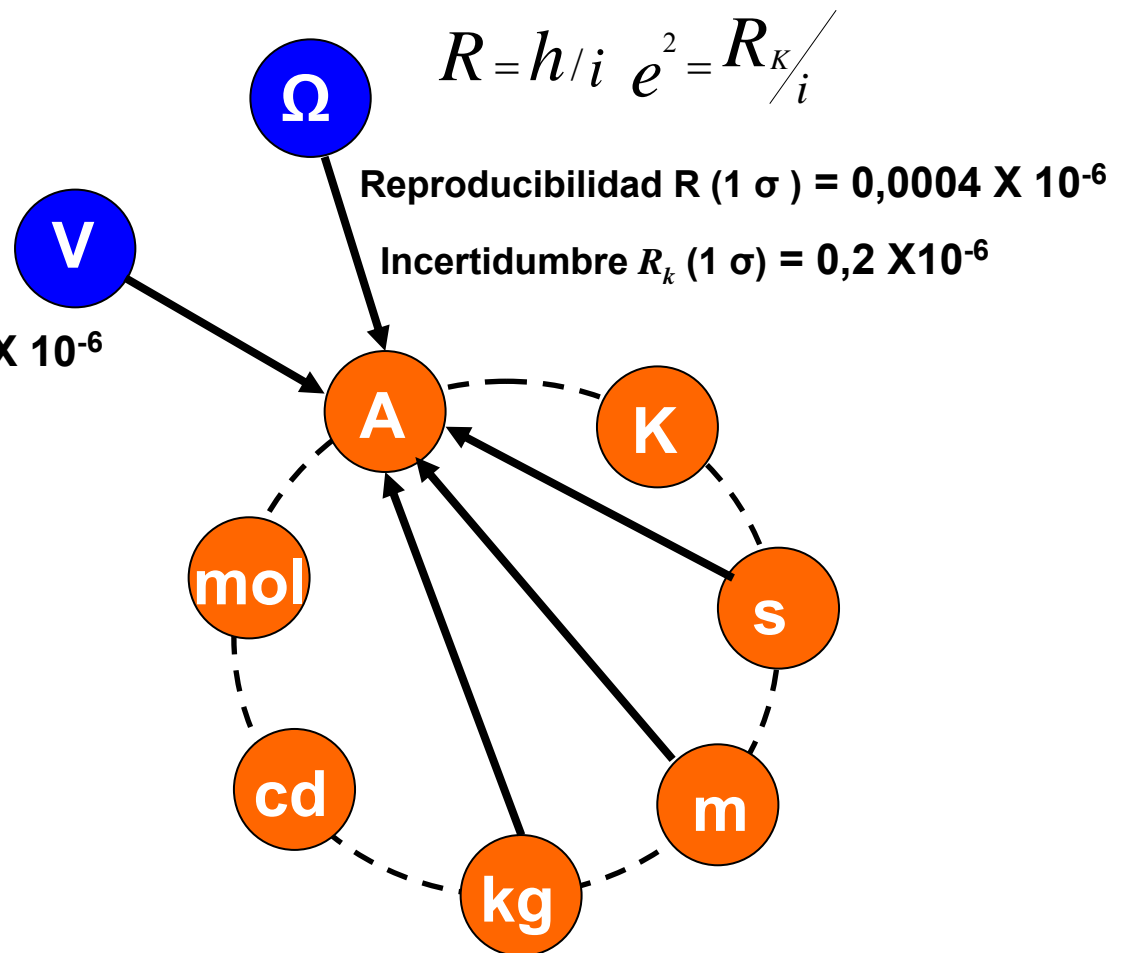 R = h / i e² = R_K / i
Ω
Reproducibilidad R (1 σ ) = 0,0004 X 10⁻⁶
V
Incertidumbre R_k (1 σ) = 0,2 X10⁻⁶
X 10⁻⁶
A
K
mol
s
cd
m
kg